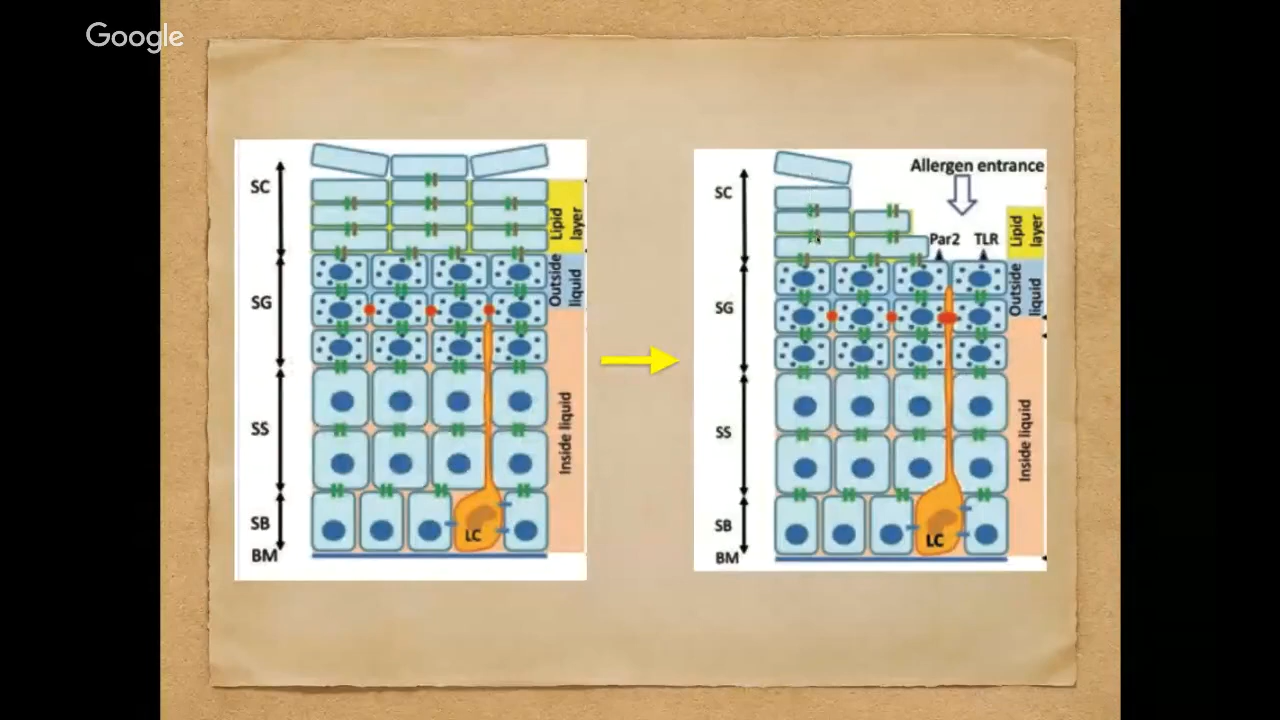 Google
SC
SG
SS
SB
BM
LC
Lipid
layer
Outside
liquid
Inside liquid
Allergen entrance
Par2
TLR
SC
SG
SS
SB
BM
LC
Lipid
layer
Outside
liquid
Inside liquid